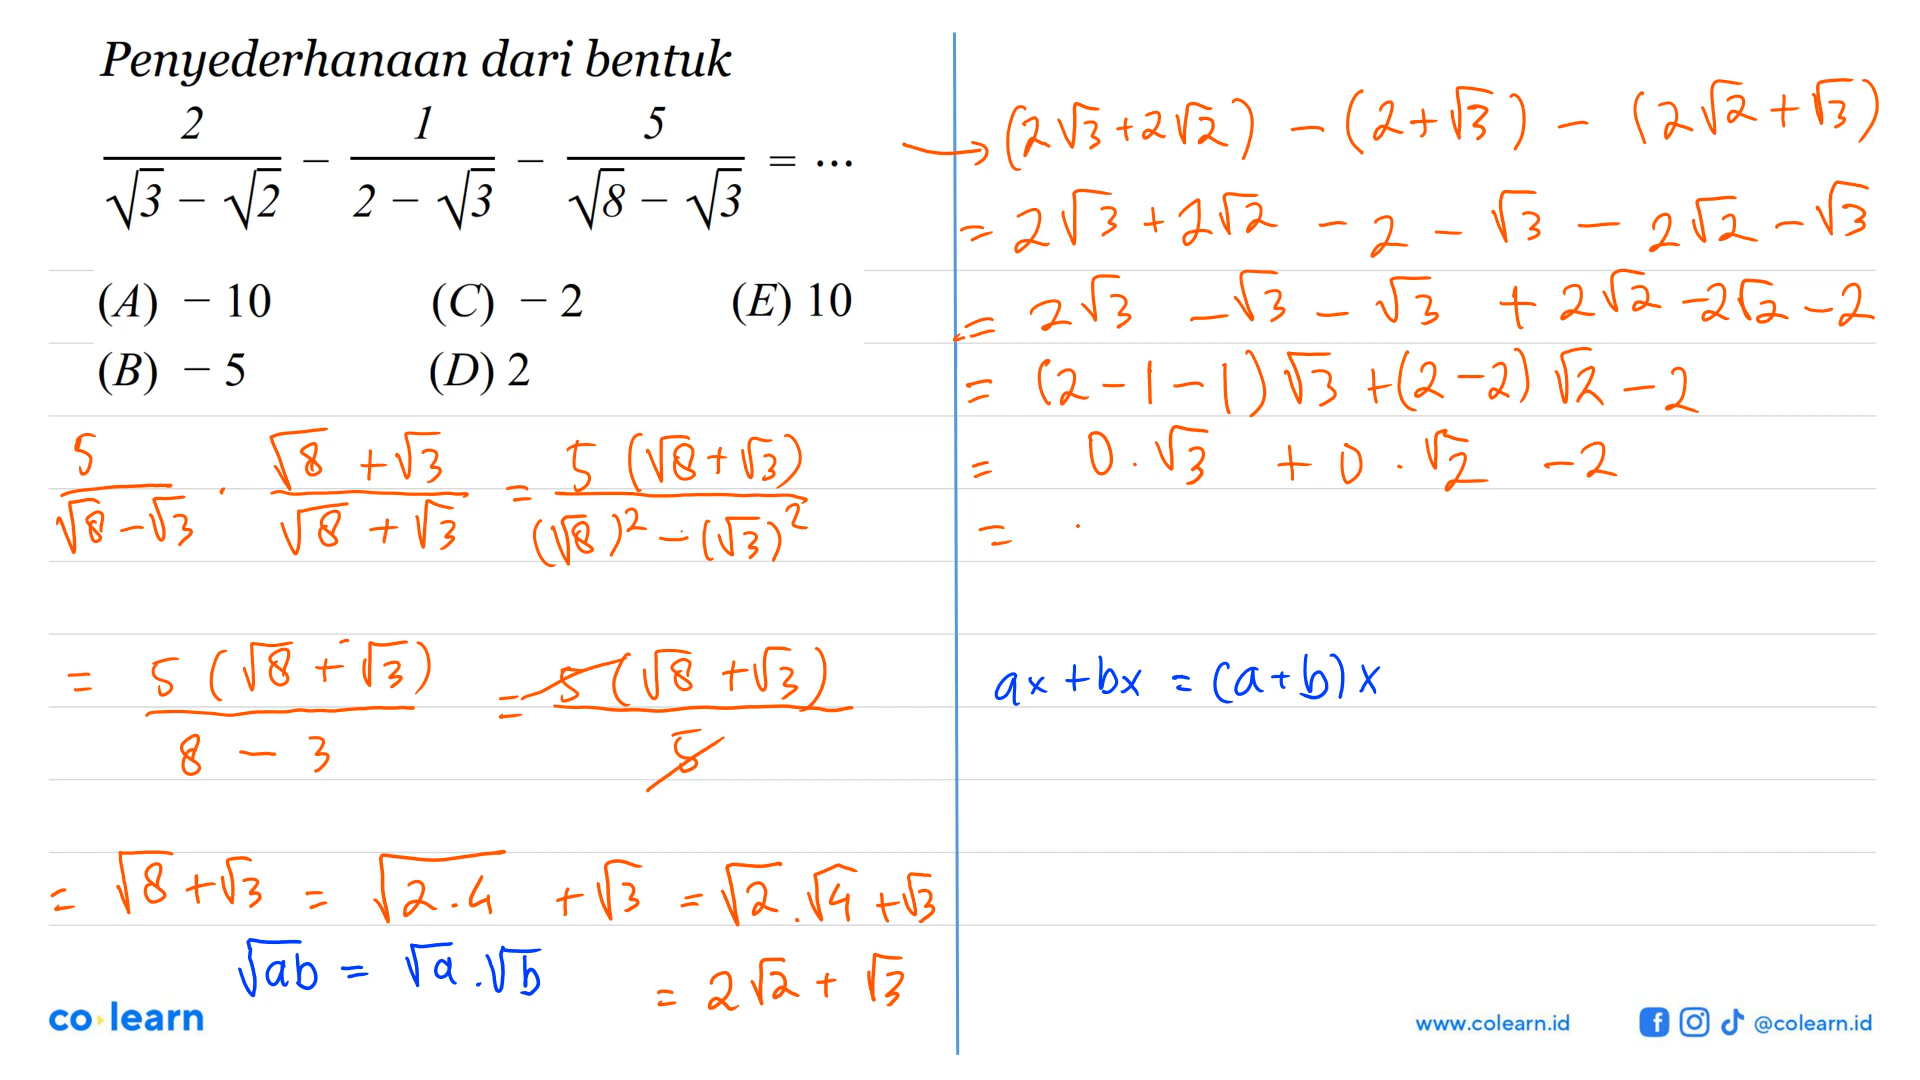 Penyederhanaan dari bentuk
2/(√3 − √2) − 1/(2 − √3) − 5/(√8 − √3) = ...
(A) − 10 (C) − 2 (E) 10
(B) − 5 (D) 2
5/(√8 − √3) . (√8 + √3)/(√8 + √3) = 5(√8 + √3)/((√8)² − (√3)²)
= 5(√8 + √3)/(8 − 3) = 5(√8 + √3)/5
= √8 + √3 = √(2.4) + √3 = √2 . √4 + √3
√ab = √a . √b
= 2√2 + √3
→ (2√3 + 2√2) − (2 + √3) − (2√2 + √3)
= 2√3 + 2√2 − 2 − √3 − 2√2 − √3
= 2√3 − √3 − √3 + 2√2 − 2√2 − 2
= (2 − 1 − 1)√3 + (2 − 2)√2 − 2
= 0 . √3 + 0 . √2 − 2
=
ax + bx = (a + b)x
co learn
www.colearn.id
@colearn.id